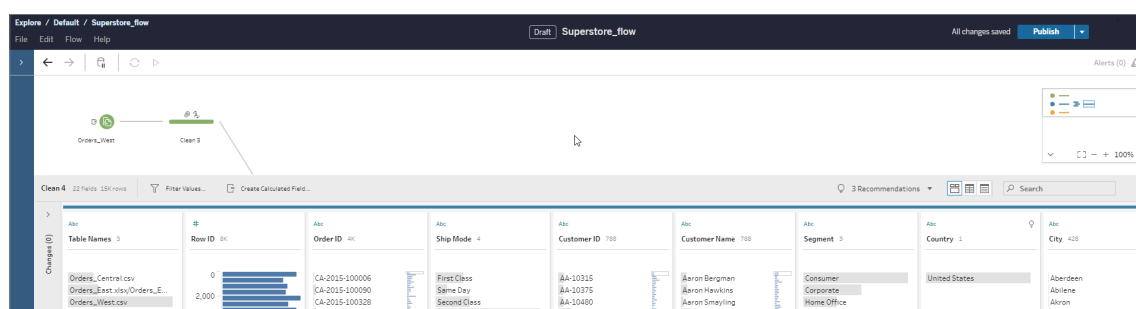 Explore / Default / Superstore_flow
File Edit Flow Help
Draft Superstore_flow
All changes saved Publish
Alerts (0)
Orders_West
Clean 3
100%
Clean 4 22 fields 15K rows Filter Values... Create Calculated Field... 3 Recommendations Search
Changes (0)
Abc # Abc Abc Abc Abc Abc Abc Abc
Table Names 3 Row ID 8K Order ID 4K Ship Mode 4 Customer ID 788 Customer Name 788 Segment 3 Country 1 City 428
Orders_Central.csv 0 CA-2015-100006 First Class AA-10315 Aaron Bergman Consumer United States Aberdeen
Orders_East.xlsx/Orders_E... CA-2015-100090 Same Day AA-10375 Aaron Hawkins Corporate Abilene
Orders_West.csv 2,000 CA-2015-100328 Second Class AA-10480 Aaron Smayling Home Office Akron